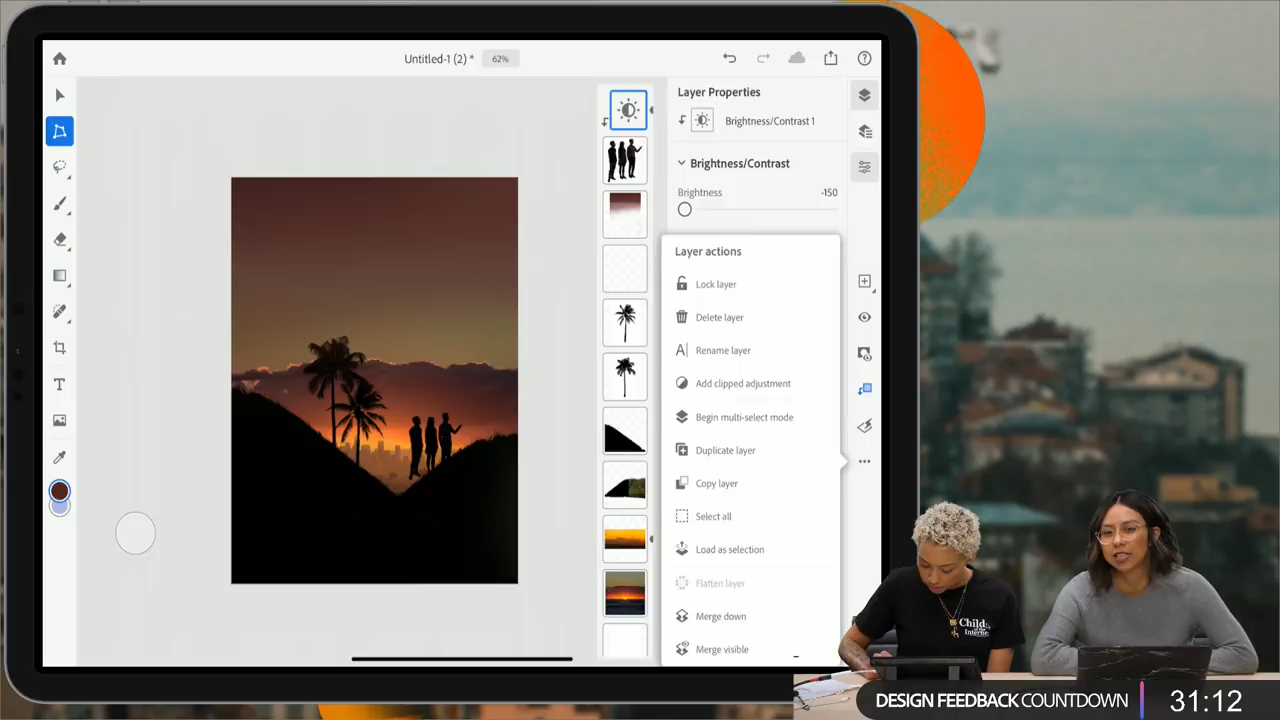 Untitled-1 (2) *
62%
Layer Properties
Brightness/Contrast 1
Brightness/Contrast
Brightness
-150
Layer actions
Lock layer
Delete layer
Rename layer
Add clipped adjustment
Begin multi-select mode
Duplicate layer
Copy layer
Select all
Load as selection
Flatten layer
Merge down
Merge visible
T
Internet
DESIGN FEEDBACK COUNTDOWN
31:12